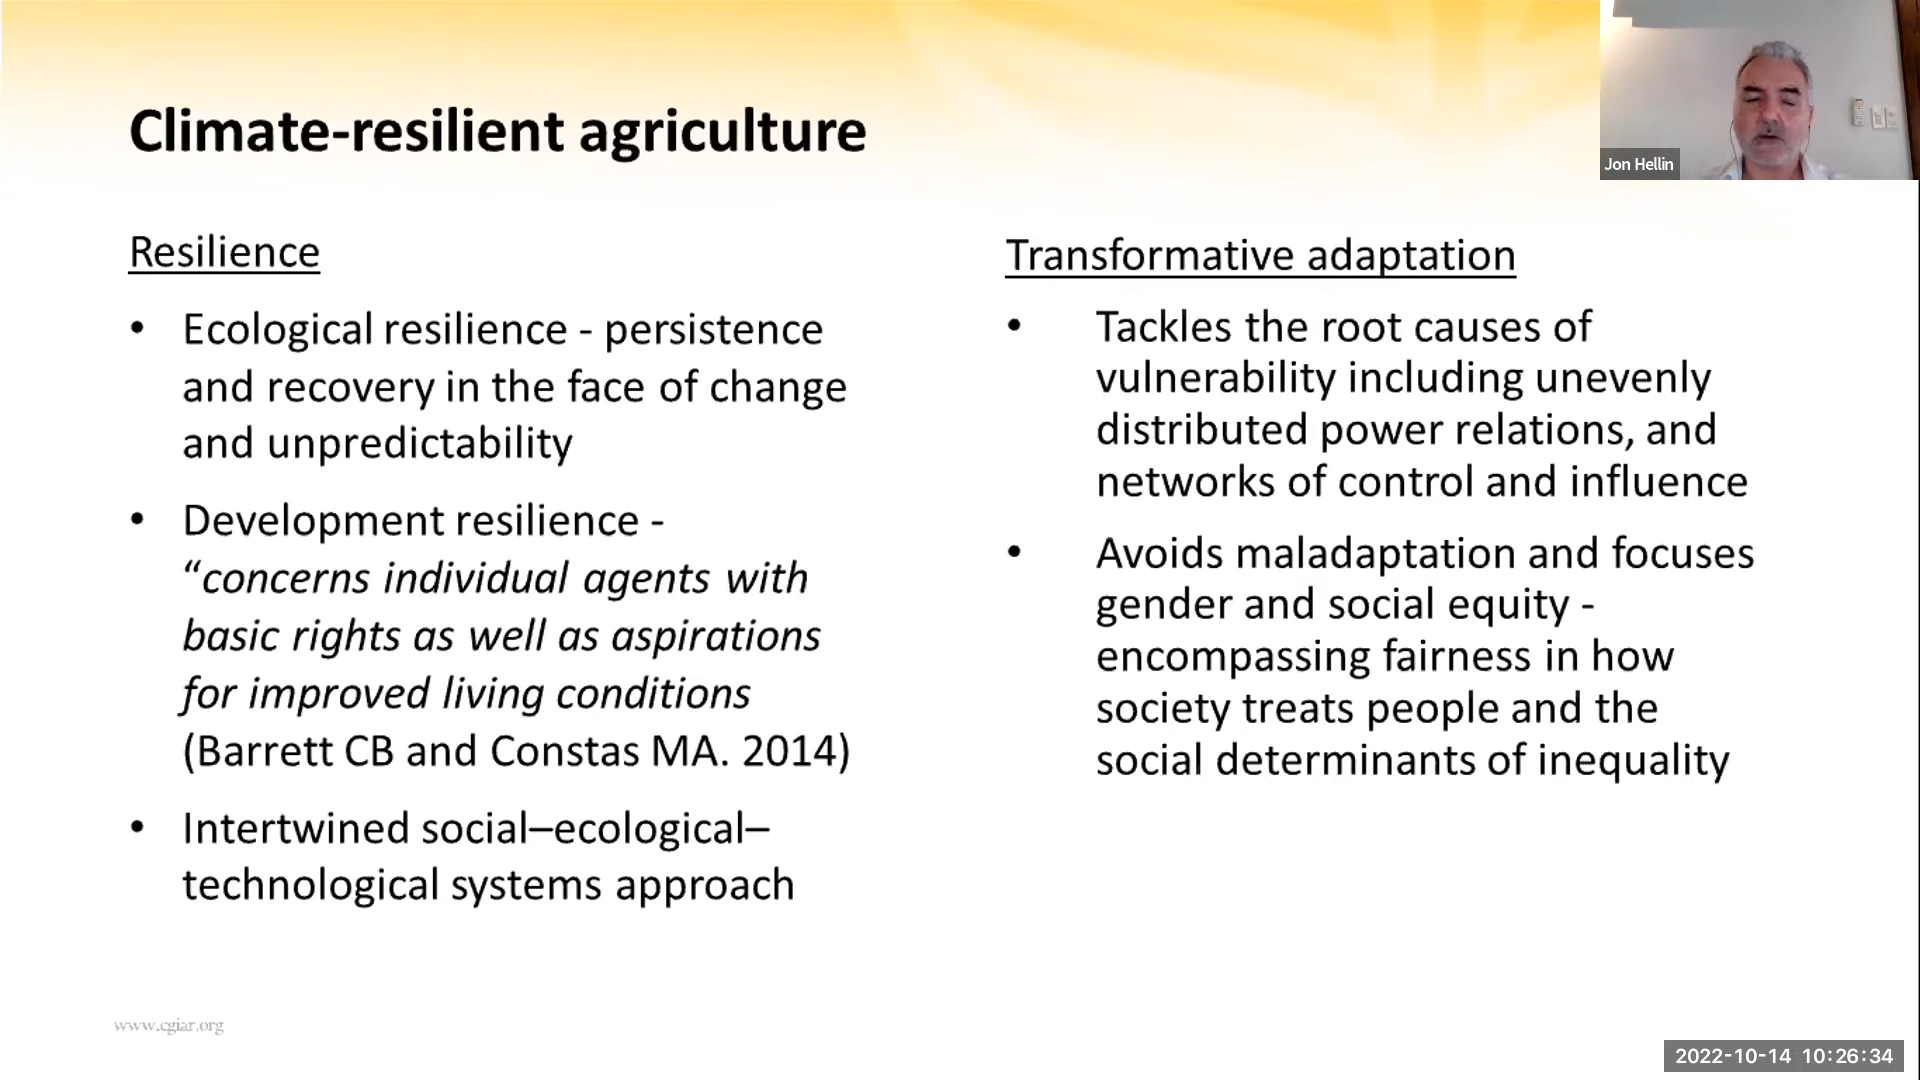 Climate-resilient agriculture
Jon Hellin
Resilience
• Ecological resilience - persistence
and recovery in the face of change
and unpredictability
• Development resilience -
“concerns individual agents with
basic rights as well as aspirations
for improved living conditions
(Barrett CB and Constas MA. 2014)
• Intertwined social–ecological–
technological systems approach
Transformative adaptation
• Tackles the root causes of
vulnerability including unevenly
distributed power relations, and
networks of control and influence
• Avoids maladaptation and focuses
gender and social equity -
encompassing fairness in how
society treats people and the
social determinants of inequality
www.cgiar.org
2022-10-14 10:26:34